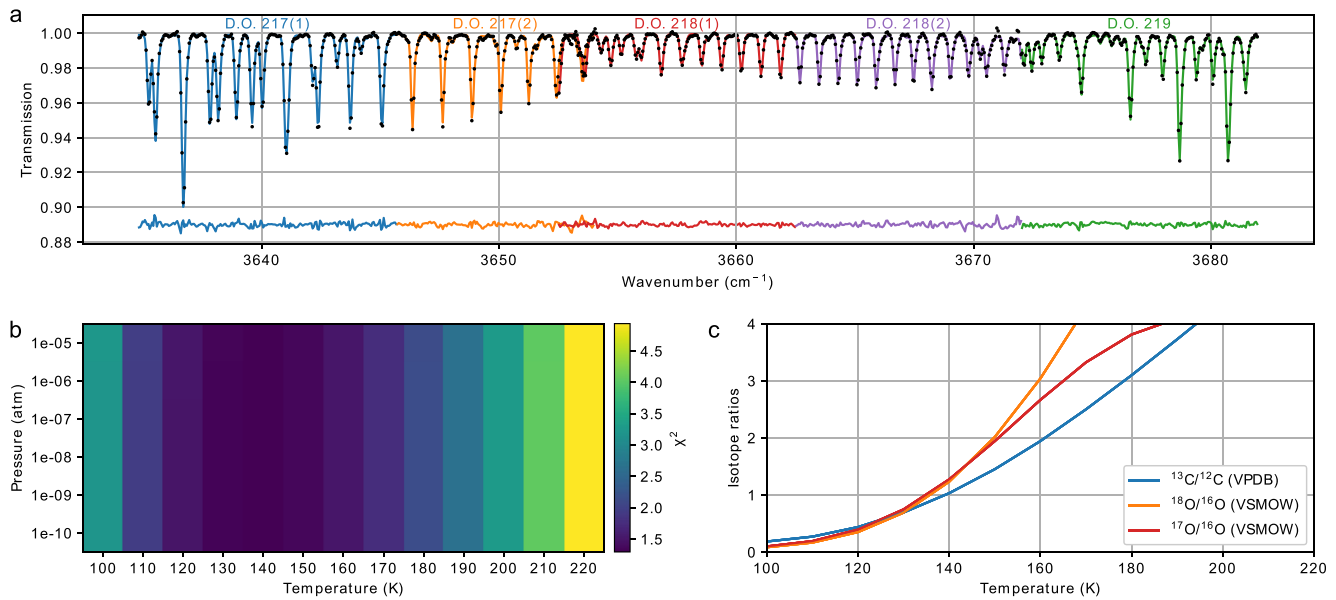 a
D.O. 217(1) D.O. 217(2) D.O. 218(1) D.O. 218(2) D.O. 219
1.00
0.98
0.96
0.94
0.92
0.90
0.88
Transmission
3640 3650 3660 3670 3680
Wavenumber (cm⁻¹)
b
1e-05
1e-06
1e-07
1e-08
1e-09
1e-10
Pressure (atm)
100 110 120 130 140 150 160 170 180 190 200 210 220
Temperature (K)
4.5
4.0
3.5
3.0
2.5
2.0
1.5
χ²
c
4
3
2
1
0
Isotope ratios
¹³C/¹²C (VPDB)
¹⁸O/¹⁶O (VSMOW)
¹⁷O/¹⁶O (VSMOW)
100 120 140 160 180 200 220
Temperature (K)